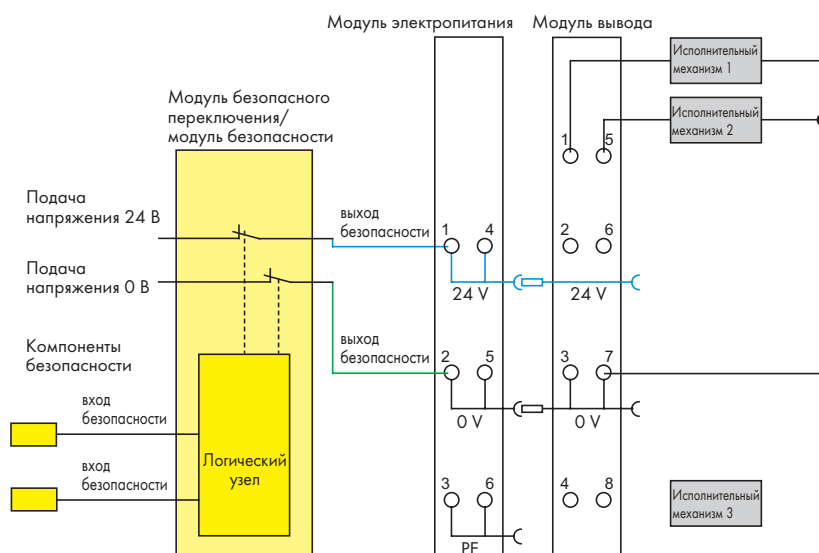 Модуль электропитания
Модуль вывода
Исполнительный
механизм 1
Модуль безопасного
переключения/
модуль безопасности
Исполнительный
механизм 2
1
5
Подача
напряжения 24 В
выход
безопасности
1
4
2
6
24 V
24 V
Подача
напряжения 0 В
выход
безопасности
2
5
3
7
0 V
0 V
Компоненты
безопасности
вход
безопасности
Логический
узел
вход
безопасности
3
6
4
8
Исполнительный
механизм 3
PE